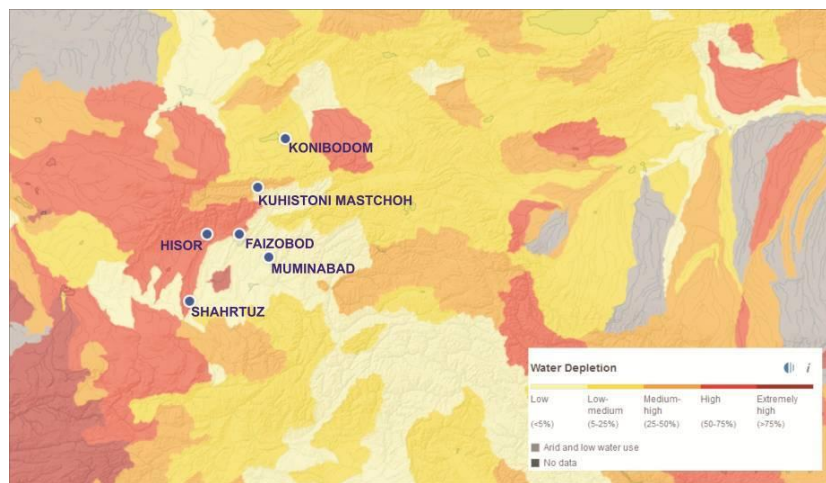 KONIBODOM
KUHISTONI MASTCHOH
HISOR
FAIZOBOD
MUMINABAD
SHAHRTUZ
Water Depletion i
Low Low-medium Medium-high High Extremely high
(<5%) (5-25%) (25-50%) (50-75%) (>75%)
Arid and low water use
No data